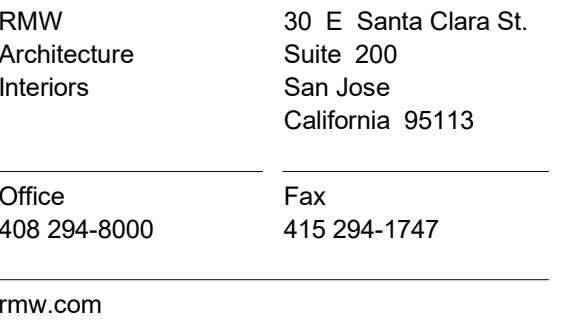 RMW
Architecture
Interiors
30 E Santa Clara St.
Suite 200
San Jose
California 95113
Office
408 294-8000
Fax
415 294-1747
rmw.com